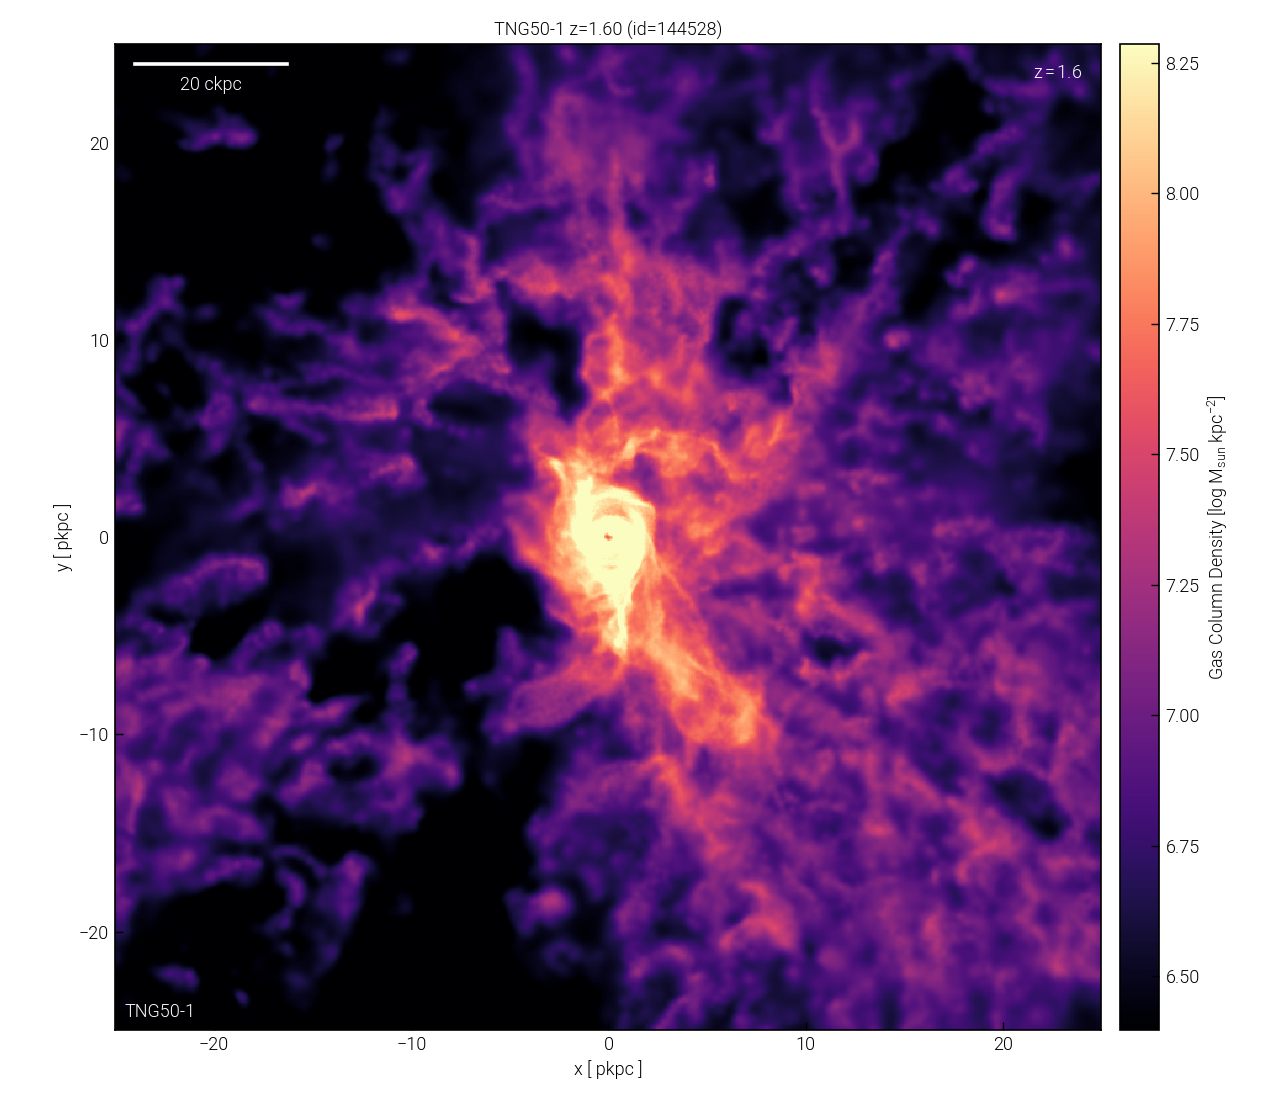 TNG50-1 z=1.60 (id=144528)
20 ckpc
z = 1.6
TNG50-1
y [ pkpc ]
20
10
0
−10
−20
−20
−10
0
10
20
x [ pkpc ]
8.25
8.00
7.75
7.50
7.25
7.00
6.75
6.50
Gas Column Density [log M_sun kpc^−2]